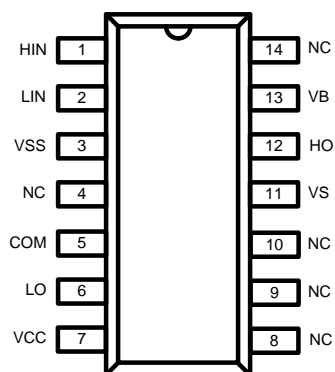 HIN 1 14 NC
LIN 2 13 VB
VSS 3 12 HO
NC 4 11 VS
COM 5 10 NC
LO 6 9 NC
VCC 7 8 NC